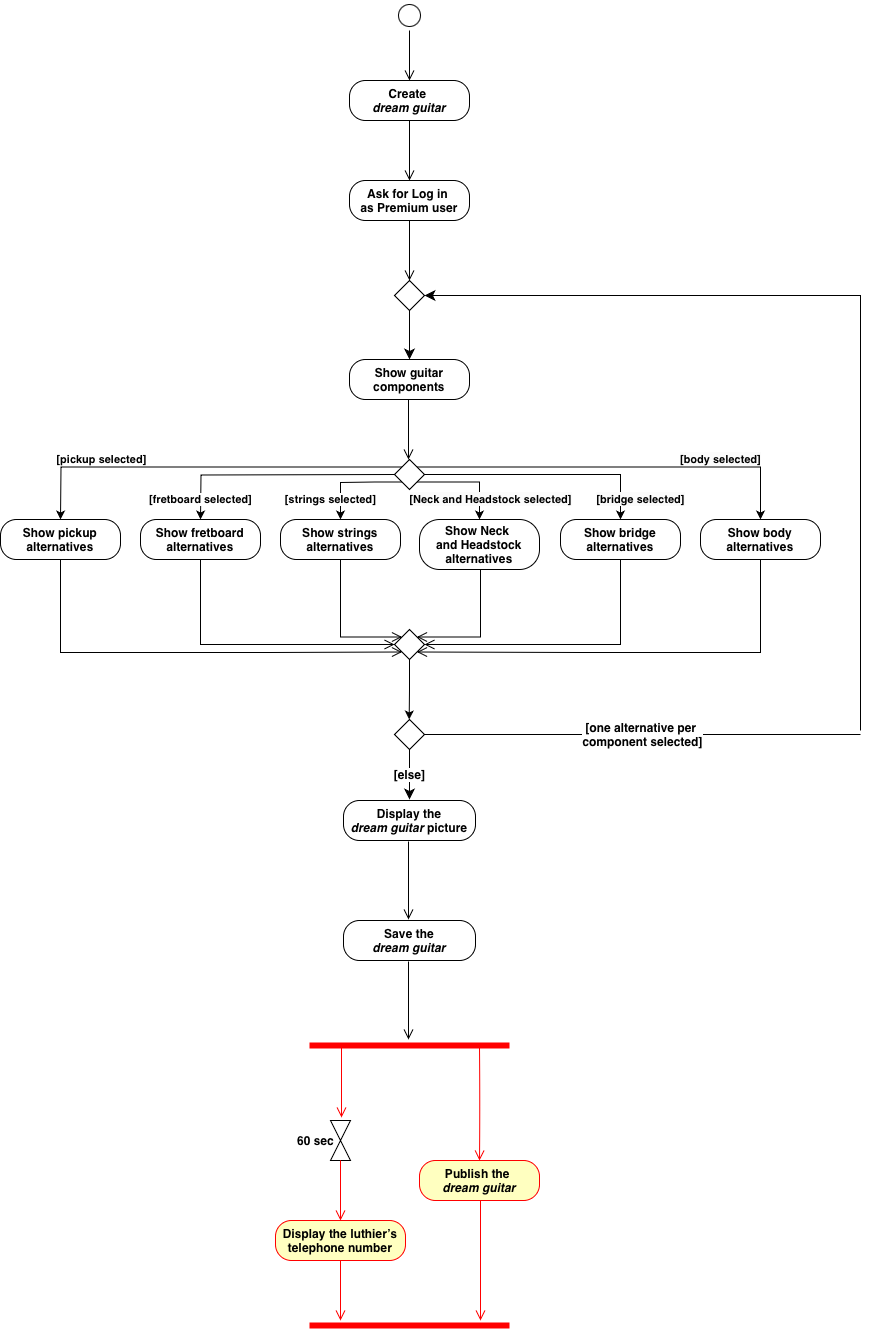 Create
dream guitar
Ask for Log in
as Premium user
Show guitar
components
[pickup selected]
[body selected]
[fretboard selected]
[strings selected]
[Neck and Headstock selected]
[bridge selected]
Show pickup
alternatives
Show fretboard
alternatives
Show strings
alternatives
Show Neck
and Headstock
alternatives
Show bridge
alternatives
Show body
alternatives
[one alternative per
component selected]
[else]
Display the
dream guitar picture
Save the
dream guitar
60 sec
Publish the
dream guitar
Display the luthier's
telephone number